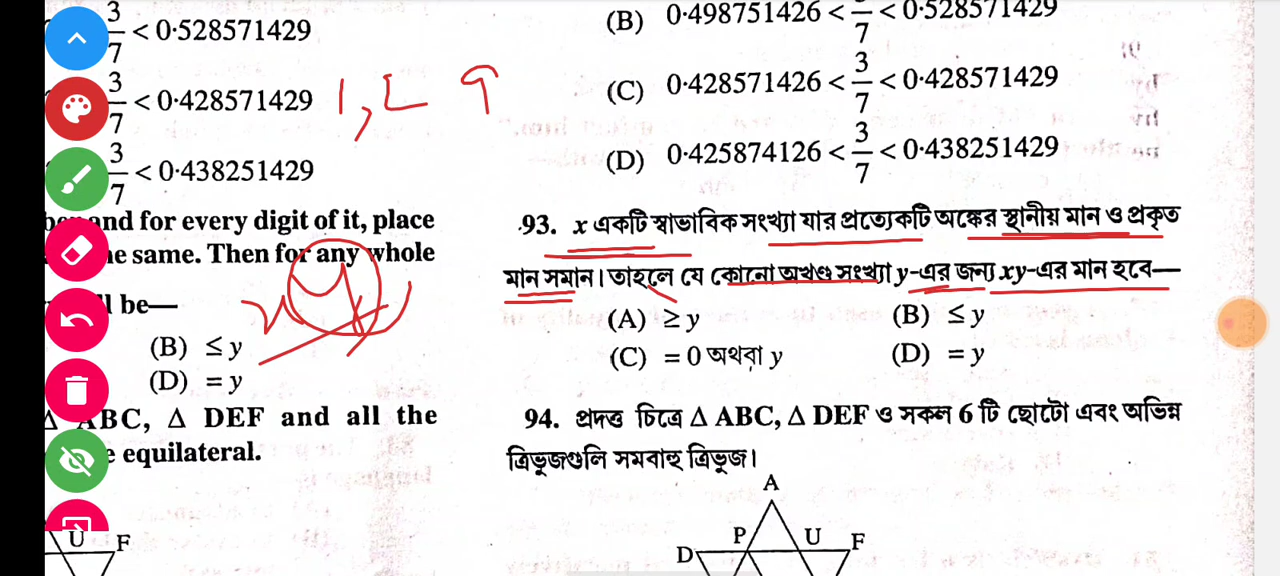 3/7 < 0·528571429
3/7 < 0·428571429
3/7 < 0·438251429
and for every digit of it, place
same. Then for any whole
be—
(B) ≤ y
(D) = y
ABC, Δ DEF and all the
equilateral.
U F
(B) 0·498751426 < 3/7 < 0·528571429
(C) 0·428571426 < 3/7 < 0·428571429
(D) 0·425874126 < 3/7 < 0·438251429
1, 5 9
93. x একটি স্বাভাবিক সংখ্যা যার প্রত্যেকটি অঙ্কের স্থানীয় মান ও প্রকৃত
মান সমান। তাহলে যে কোনো অখণ্ড সংখ্যা y-এর জন্য xy-এর মান হবে—
(A) ≥ y (B) ≤ y
(C) = 0 অথবা y (D) = y
94. প্রদত্ত চিত্রে Δ ABC, Δ DEF ও সকল 6 টি ছোটো এবং অভিন্ন
ত্রিভুজগুলি সমবাহু ত্রিভুজ।
A
P U F
D